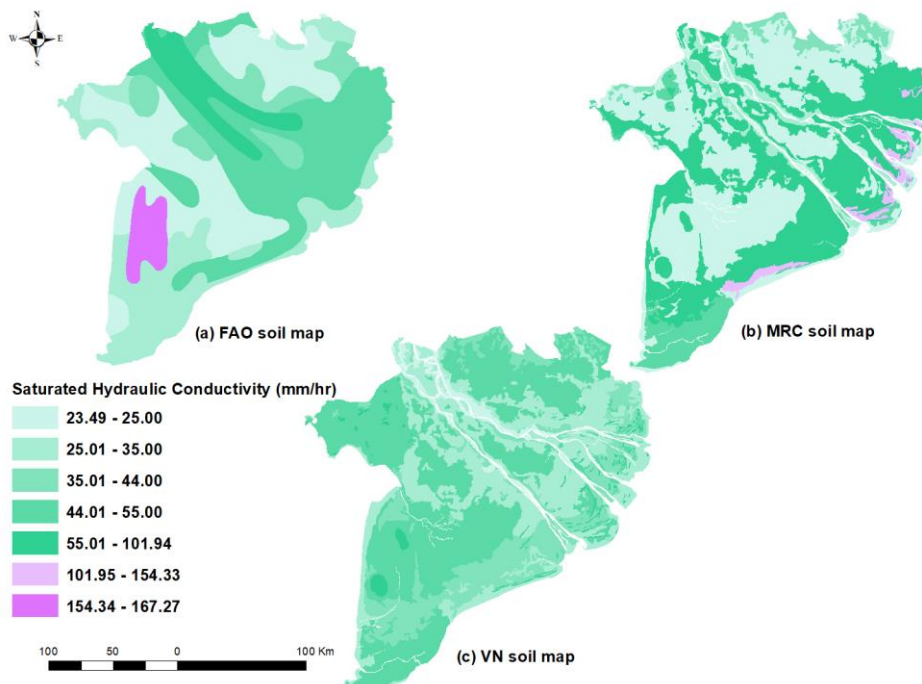 N
W E
S
(a) FAO soil map
(b) MRC soil map
Saturated Hydraulic Conductivity (mm/hr)
23.49 - 25.00
25.01 - 35.00
35.01 - 44.00
44.01 - 55.00
55.01 - 101.94
101.95 - 154.33
154.34 - 167.27
100 50 0 100 Km
(c) VN soil map